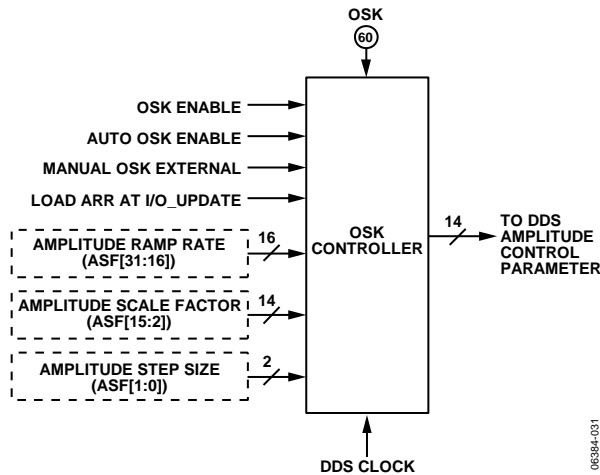 OSK
60
OSK ENABLE
AUTO OSK ENABLE
MANUAL OSK EXTERNAL
LOAD ARR AT I/O_UPDATE
AMPLITUDE RAMP RATE
(ASF[31:16])
16
AMPLITUDE SCALE FACTOR
(ASF[15:2])
14
AMPLITUDE STEP SIZE
(ASF[1:0])
2
OSK
CONTROLLER
14
TO DDS
AMPLITUDE
CONTROL
PARAMETER
DDS CLOCK
06384-031